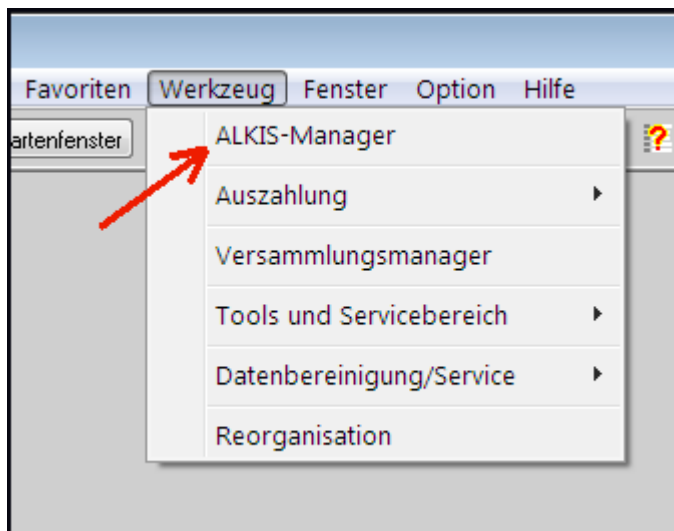 Favoriten Werkzeug Fenster Option Hilfe
artenfenster
ALKIS-Manager
Auszahlung
Versammlungsmanager
Tools und Servicebereich
Datenbereinigung/Service
Reorganisation
?